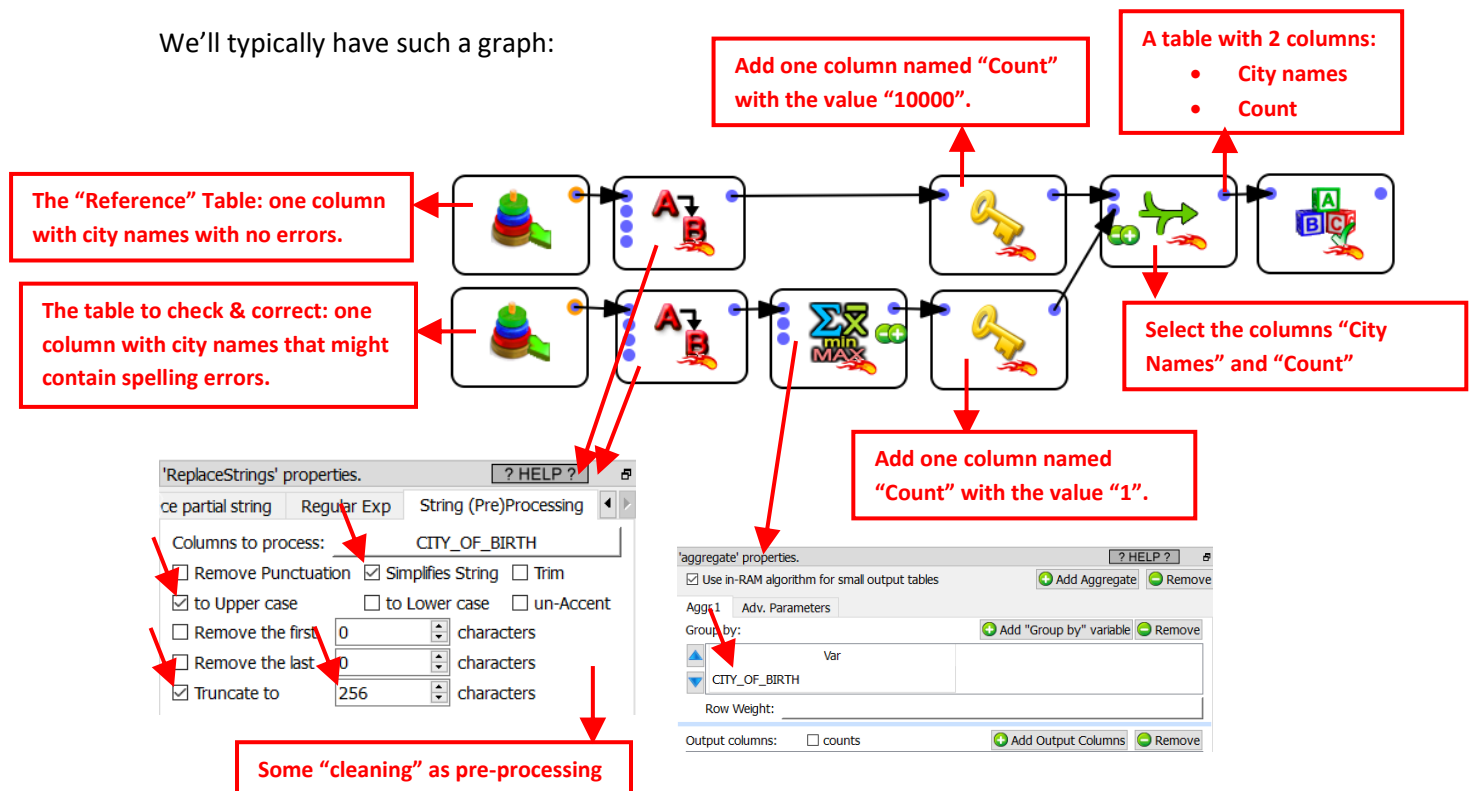 We’ll typically have such a graph:
Add one column named “Count”
with the value “10000”.
A table with 2 columns:
• City names
• Count
The “Reference” Table: one column
with city names with no errors.
A
B
A
B C
The table to check & correct: one
column with city names that might
contain spelling errors.
A
B
Σx
min
MAX
Select the columns “City
Names” and “Count”
Add one column named
“Count” with the value “1”.
'ReplaceStrings' properties. ? HELP ?
ce partial string Regular Exp String (Pre)Processing
Columns to process: CITY_OF_BIRTH
Remove Punctuation Simplifies String Trim
to Upper case to Lower case un-Accent
Remove the first 0 characters
Remove the last 0 characters
Truncate to 256 characters
Some “cleaning” as pre-processing
'aggregate' properties. ? HELP ?
Use in-RAM algorithm for small output tables Add Aggregate Remove
Aggr1 Adv. Parameters
Group by: Add "Group by" variable Remove
Var
CITY_OF_BIRTH
Row Weight:
Output columns: counts Add Output Columns Remove